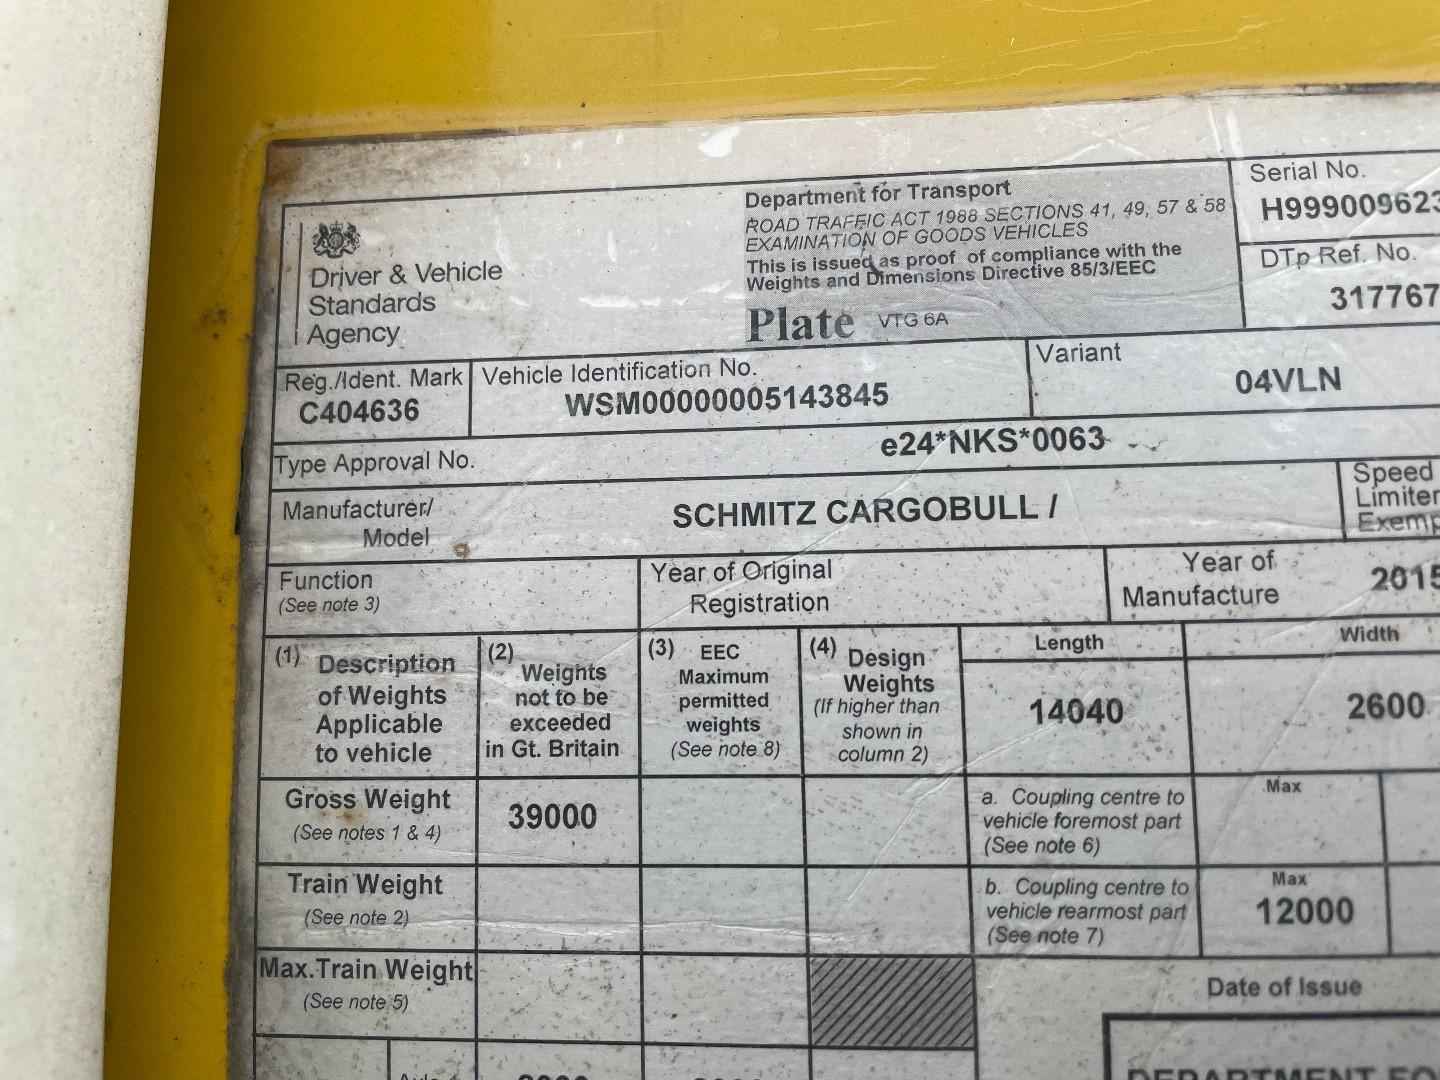 Driver & Vehicle
Standards
Agency
Department for Transport
ROAD TRAFFIC ACT 1988 SECTIONS 41, 49, 57 & 58
EXAMINATION OF GOODS VEHICLES
This is issued as proof of compliance with the
Weights and Dimensions Directive 85/3/EEC
Plate VTG 6A
Serial No.
H999009623
DTp Ref. No.
317767
Reg./Ident. Mark
C404636
Vehicle Identification No.
WSM00000005143845
Variant
04VLN
Type Approval No.
e24*NKS*0063
Manufacturer/
Model
SCHMITZ CARGOBULL /
Speed
Limiter
Exemp
Function
(See note 3)
Year of Original
Registration
Year of
Manufacture
2015
(1) Description
of Weights
Applicable
to vehicle
(2) Weights
not to be
exceeded
in Gt. Britain
(3) EEC
Maximum
permitted
weights
(See note 8)
(4) Design
Weights
(If higher than
shown in
column 2)
Length
14040
Width
2600
Gross Weight
(See notes 1 & 4)
39000
a. Coupling centre to
vehicle foremost part
(See note 6)
Max
Train Weight
(See note 2)
b. Coupling centre to
vehicle rearmost part
(See note 7)
Max
12000
Max.Train Weight
(See note 5)
Date of Issue